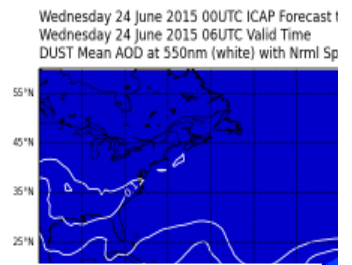 Wednesday 24 June 2015 00UTC ICAP Forecast t
Wednesday 24 June 2015 06UTC Valid Time
DUST Mean AOD at 550nm (white) with Nrml Sp
55°N
45°N
35°N
25°N